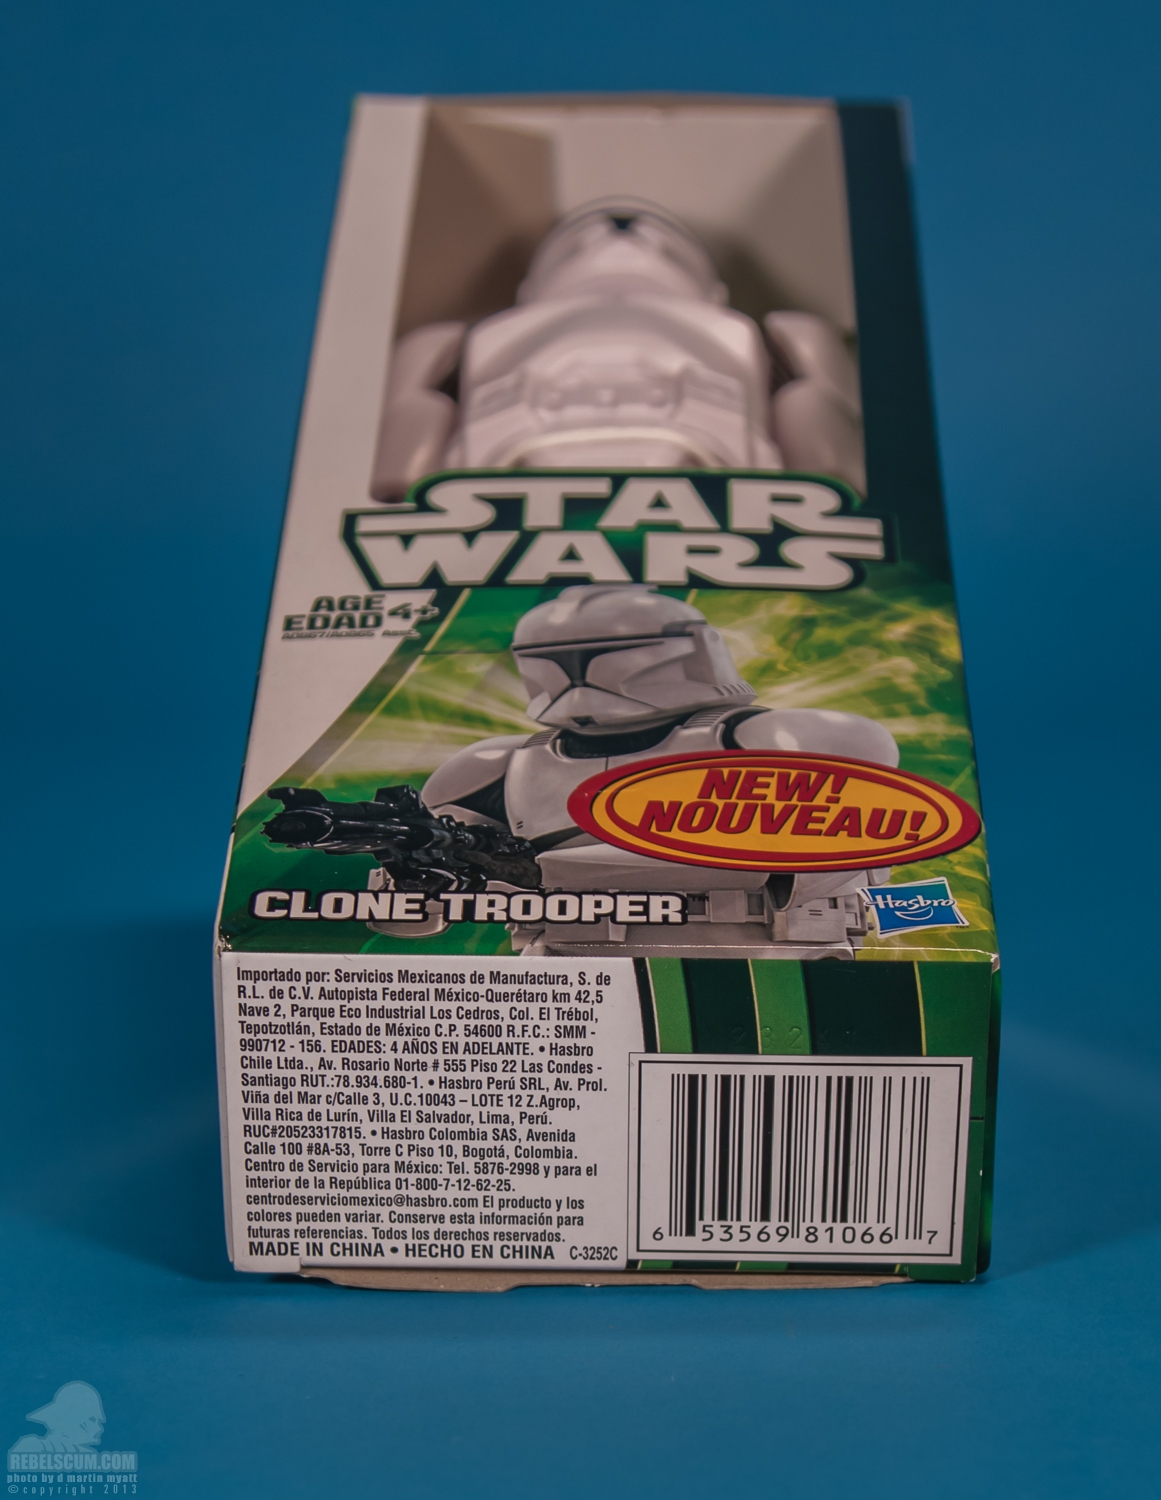 STAR
WARS
AGE
EDAD 4+
A0867/A0865 Asst.
NEW!
NOUVEAU!
CLONE TROOPER™
Hasbro
Importado por: Servicios Mexicanos de Manufactura, S. de
R.L. de C.V. Autopista Federal México-Querétaro km 42,5
Nave 2, Parque Eco Industrial Los Cedros, Col. El Trébol,
Tepotzotlán, Estado de México C.P. 54600 R.F.C.: SMM -
990712 - 156. EDADES: 4 AÑOS EN ADELANTE. • Hasbro
Chile Ltda., Av. Rosario Norte # 555 Piso 22 Las Condes -
Santiago RUT.:78.934.680-1. • Hasbro Perú SRL, Av. Prol.
Viña del Mar c/Calle 3, U.C.10043 – LOTE 12 Z.Agrop,
Villa Rica de Lurín, Villa El Salvador, Lima, Perú.
RUC#20523317815. • Hasbro Colombia SAS, Avenida
Calle 100 #8A-53, Torre C Piso 10, Bogotá, Colombia.
Centro de Servicio para México: Tel. 5876-2998 y para el
interior de la República 01-800-7-12-62-25.
centrodeserviciomexico@hasbro.com El producto y los
colores pueden variar. Conserve esta información para
futuras referencias. Todos los derechos reservados.
MADE IN CHINA • HECHO EN CHINA C-3252C
6 53569 81066 7
REBELSCUM.COM
photo by d martin myatt
© copyright 2013